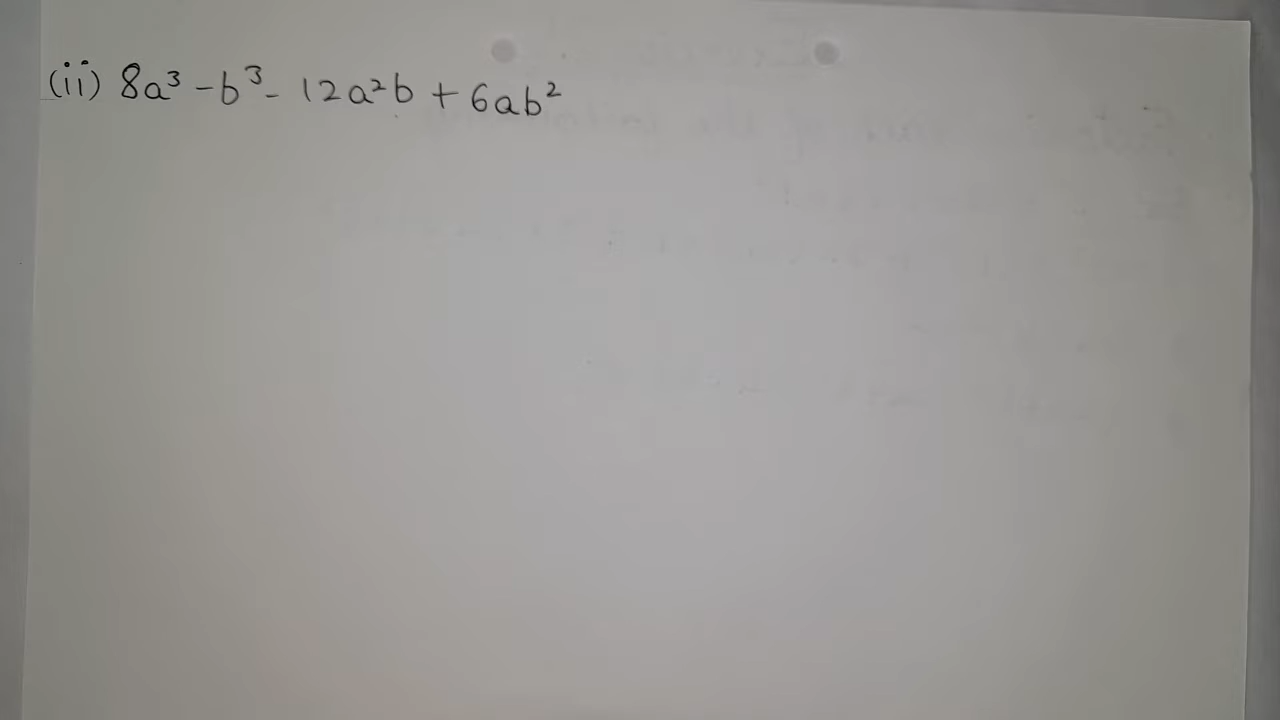 (ii) 8a³ - b³ - 12a²b + 6ab²